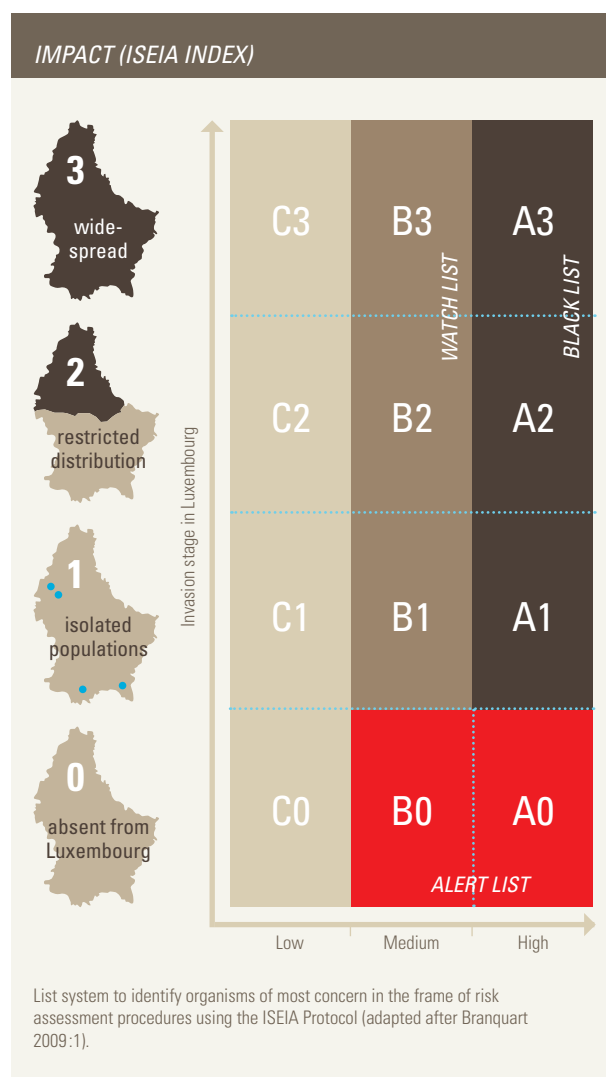 IMPACT (ISEIA INDEX)
3
wide-
spread
2
restricted
distribution
1
isolated
populations
0
absent from
Luxembourg
Invasion stage in Luxembourg
C3
B3
A3
WATCH LIST
BLACK LIST
C2
B2
A2
C1
B1
A1
C0
B0
A0
ALERT LIST
Low
Medium
High
List system to identify organisms of most concern in the frame of risk
assessment procedures using the ISEIA Protocol (adapted after Branquart
2009:1).